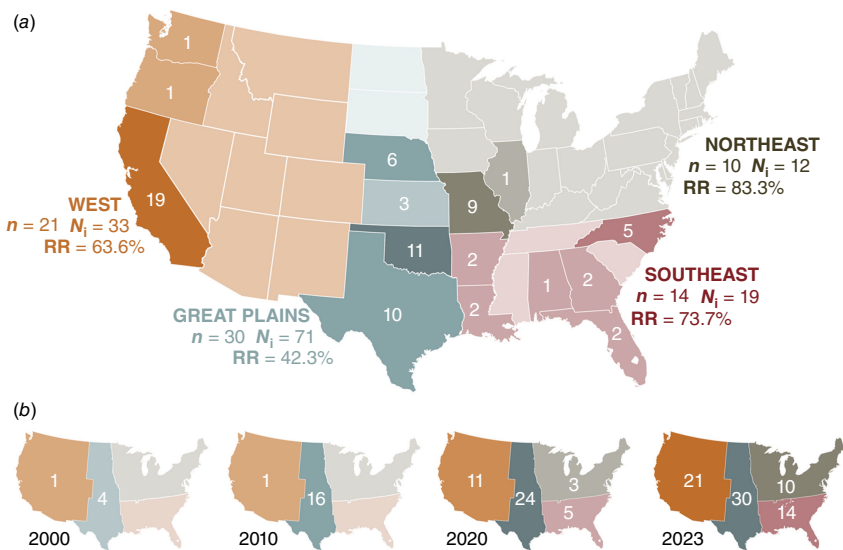 (a)
1
1
19
WEST
n = 21 Ni = 33
RR = 63.6%
6
3
11
10
GREAT PLAINS
n = 30 Ni = 71
RR = 42.3%
9
1
NORTHEAST
n = 10 Ni = 12
RR = 83.3%
2
2
1
2
2
5
SOUTHEAST
n = 14 Ni = 19
RR = 73.7%
(b)
1
4
2000
1
16
2010
11
24
3
5
2020
21
30
10
14
2023